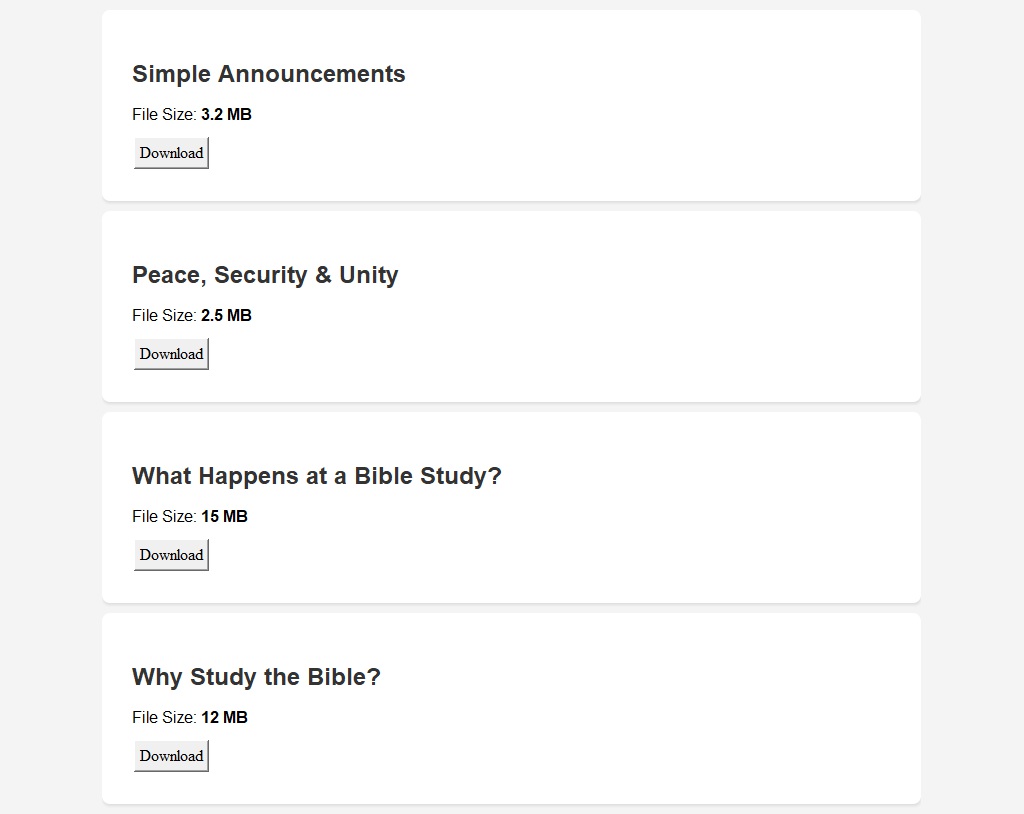 Simple Announcements
File Size: 3.2 MB
Download
Peace, Security & Unity
File Size: 2.5 MB
Download
What Happens at a Bible Study?
File Size: 15 MB
Download
Why Study the Bible?
File Size: 12 MB
Download